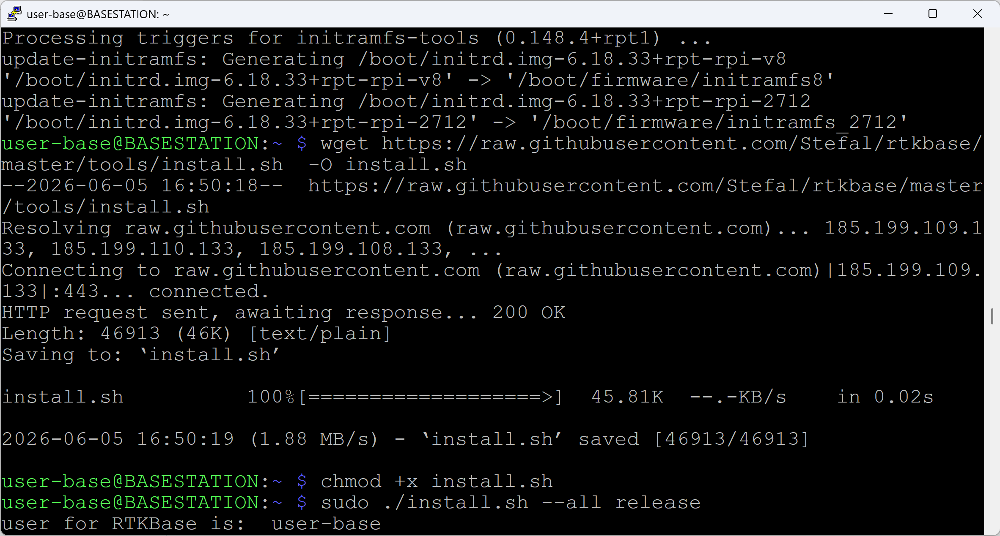 user-base@BASESTATION: ~
Processing triggers for initramfs-tools (0.148.4+rpt1) ...
update-initramfs: Generating /boot/initrd.img-6.18.33+rpt-rpi-v8
'/boot/initrd.img-6.18.33+rpt-rpi-v8' -> '/boot/firmware/initramfs8'
update-initramfs: Generating /boot/initrd.img-6.18.33+rpt-rpi-2712
'/boot/initrd.img-6.18.33+rpt-rpi-2712' -> '/boot/firmware/initramfs_2712'
user-base@BASESTATION:~ $ wget https://raw.githubusercontent.com/Stefal/rtkbase/
master/tools/install.sh  -O install.sh
--2026-06-05 16:50:18--  https://raw.githubusercontent.com/Stefal/rtkbase/master
/tools/install.sh
Resolving raw.githubusercontent.com (raw.githubusercontent.com)... 185.199.109.1
33, 185.199.110.133, 185.199.108.133, ...
Connecting to raw.githubusercontent.com (raw.githubusercontent.com)|185.199.109.
133|:443... connected.
HTTP request sent, awaiting response... 200 OK
Length: 46913 (46K) [text/plain]
Saving to: ‘install.sh’
install.sh          100%[===================>]  45.81K  --.-KB/s    in 0.02s
2026-06-05 16:50:19 (1.88 MB/s) - ‘install.sh’ saved [46913/46913]
user-base@BASESTATION:~ $ chmod +x install.sh
user-base@BASESTATION:~ $ sudo ./install.sh --all release
user for RTKBase is:  user-base